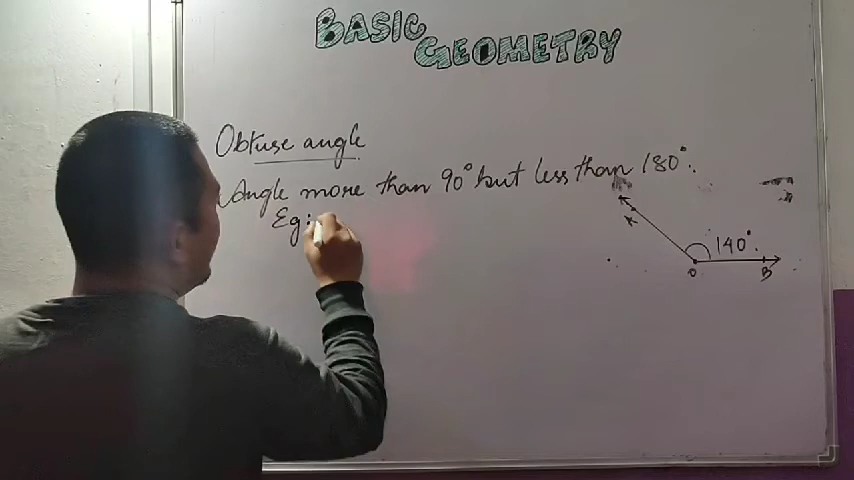 BASIC
GEOMETRY
Obtuse angle
Angle more than 90° but less than 180°.
Eg:
A
140°.
O
B